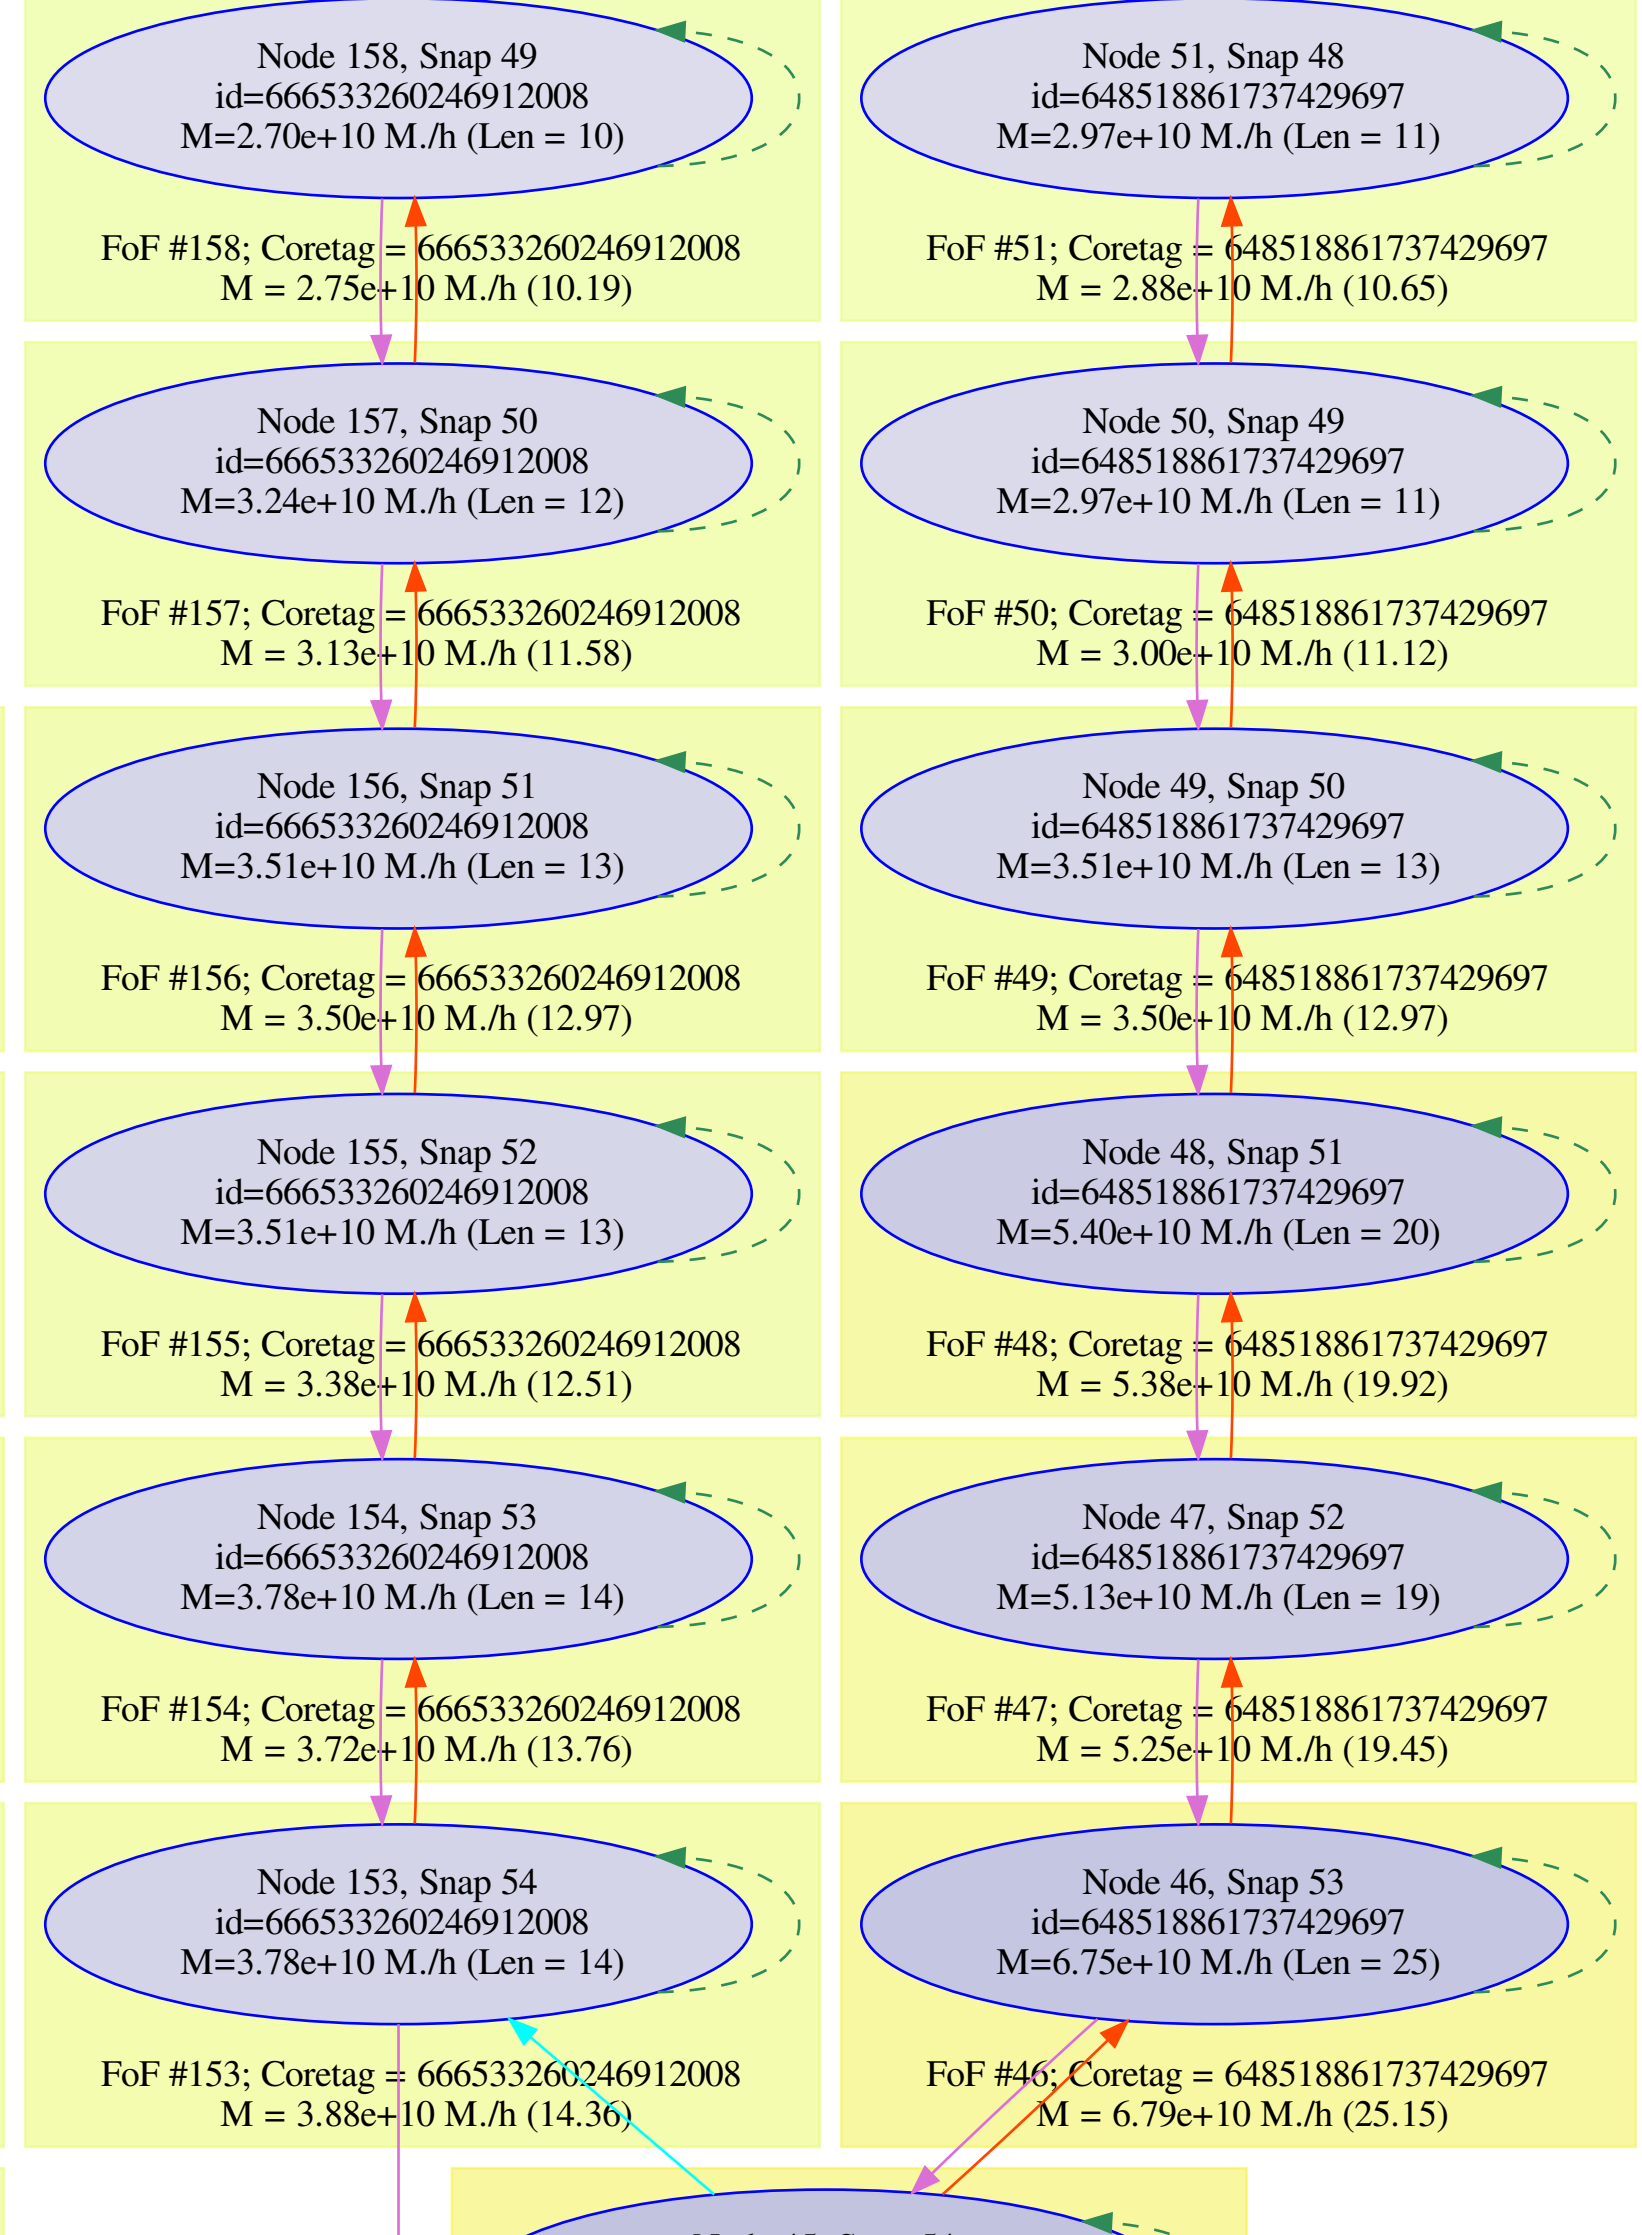 Node 158, Snap 49
id=666533260246912008
M=2.70e+10 M./h (Len = 10)
FoF #158; Coretag = 666533260246912008
M = 2.75e+10 M./h (10.19)
Node 51, Snap 48
id=648518861737429697
M=2.97e+10 M./h (Len = 11)
FoF #51; Coretag = 648518861737429697
M = 2.88e+10 M./h (10.65)
Node 157, Snap 50
id=666533260246912008
M=3.24e+10 M./h (Len = 12)
FoF #157; Coretag = 666533260246912008
M = 3.13e+10 M./h (11.58)
Node 50, Snap 49
id=648518861737429697
M=2.97e+10 M./h (Len = 11)
FoF #50; Coretag = 648518861737429697
M = 3.00e+10 M./h (11.12)
Node 156, Snap 51
id=666533260246912008
M=3.51e+10 M./h (Len = 13)
FoF #156; Coretag = 666533260246912008
M = 3.50e+10 M./h (12.97)
Node 49, Snap 50
id=648518861737429697
M=3.51e+10 M./h (Len = 13)
FoF #49; Coretag = 648518861737429697
M = 3.50e+10 M./h (12.97)
Node 155, Snap 52
id=666533260246912008
M=3.51e+10 M./h (Len = 13)
FoF #155; Coretag = 666533260246912008
M = 3.38e+10 M./h (12.51)
Node 48, Snap 51
id=648518861737429697
M=5.40e+10 M./h (Len = 20)
FoF #48; Coretag = 648518861737429697
M = 5.38e+10 M./h (19.92)
Node 154, Snap 53
id=666533260246912008
M=3.78e+10 M./h (Len = 14)
FoF #154; Coretag = 666533260246912008
M = 3.72e+10 M./h (13.76)
Node 47, Snap 52
id=648518861737429697
M=5.13e+10 M./h (Len = 19)
FoF #47; Coretag = 648518861737429697
M = 5.25e+10 M./h (19.45)
Node 153, Snap 54
id=666533260246912008
M=3.78e+10 M./h (Len = 14)
FoF #153; Coretag = 666533260246912008
M = 3.88e+10 M./h (14.36)
Node 46, Snap 53
id=648518861737429697
M=6.75e+10 M./h (Len = 25)
FoF #46; Coretag = 648518861737429697
M = 6.79e+10 M./h (25.15)